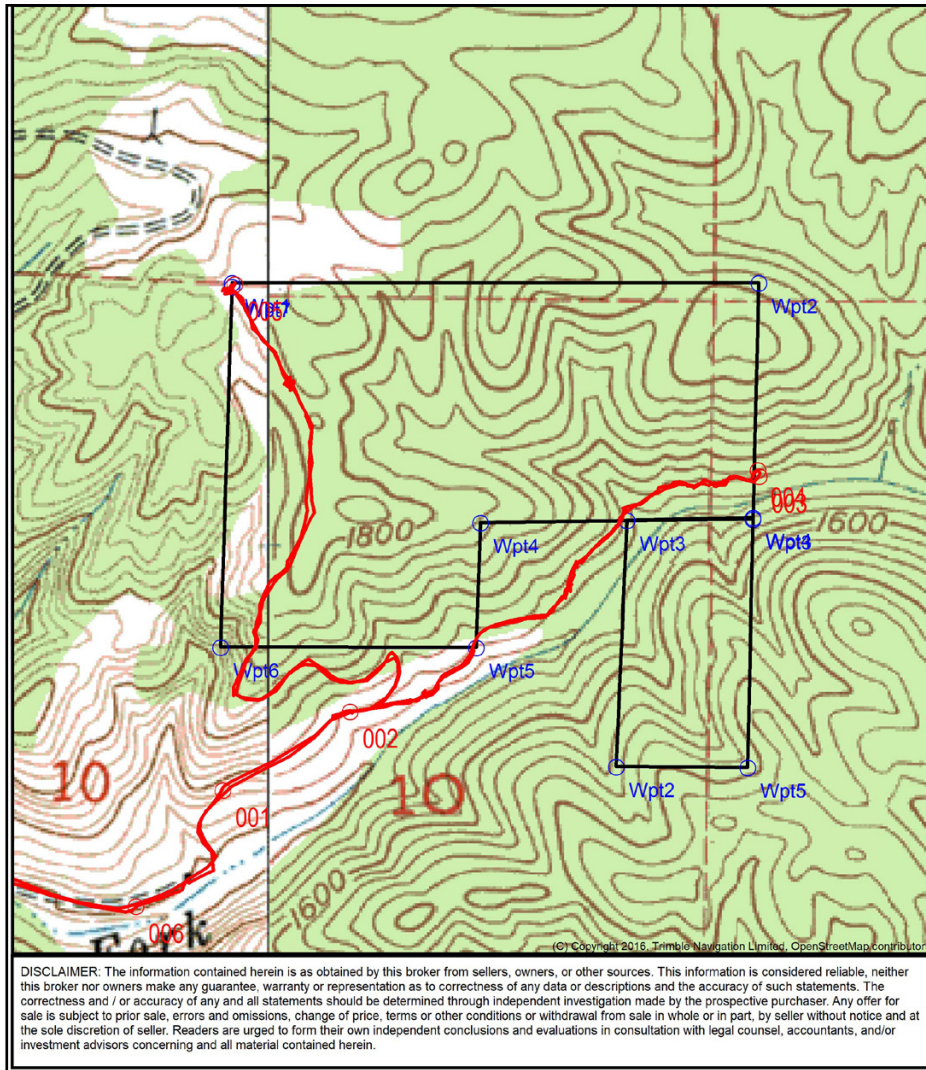 Wpt1
Wpt2
1800
004
003
1600
Wpt4
Wpt3
Wpt6
Wpt5
002
Wpt2
Wpt5
10
001
10
1600
006
Fork
(C) Copyright 2016, Trimble Navigation Limited, OpenStreetMap contributor
DISCLAIMER: The information contained herein is as obtained by this broker from sellers, owners, or other sources. This information is considered reliable, neither
this broker nor owners make any guarantee, warranty or representation as to correctness of any data or descriptions and the accuracy of such statements. The
correctness and / or accuracy of any and all statements should be determined through independent investigation made by the prospective purchaser. Any offer for
sale is subject to prior sale, errors and omissions, change of price, terms or other conditions or withdrawal from sale in whole or in part, by seller without notice and at
the sole discretion of seller. Readers are urged to form their own independent conclusions and evaluations in consultation with legal counsel, accountants, and/or
investment advisors concerning and all material contained herein.